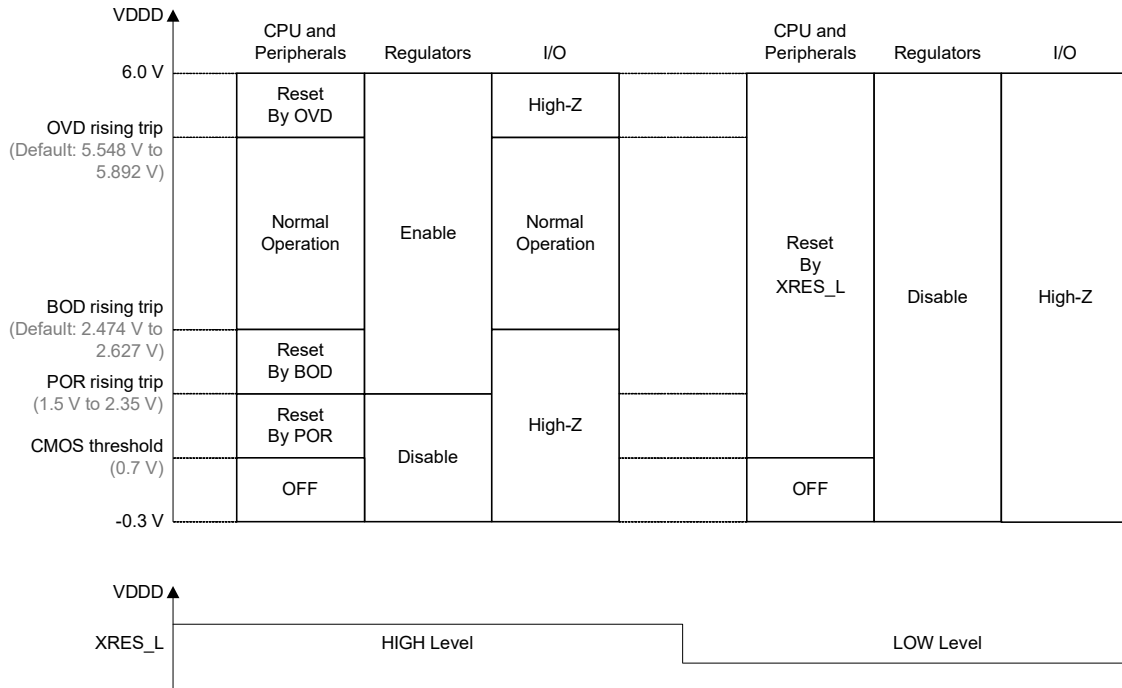 VDDD
CPU and
Peripherals
Regulators
I/O
CPU and
Peripherals
Regulators
I/O
6.0 V
Reset
By OVD
High-Z
OVD rising trip
(Default: 5.548 V to
5.892 V)
Normal
Operation
Enable
Normal
Operation
Reset
By
XRES_L
Disable
High-Z
BOD rising trip
(Default: 2.474 V to
2.627 V)
Reset
By BOD
POR rising trip
(1.5 V to 2.35 V)
Reset
By POR
High-Z
CMOS threshold
(0.7 V)
Disable
OFF
OFF
-0.3 V
VDDD
XRES_L
HIGH Level
LOW Level